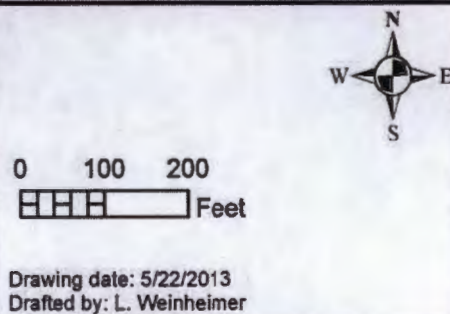 N
W E
S
0 100 200
Feet
Drawing date: 5/22/2013
Drafted by: L. Weinheimer